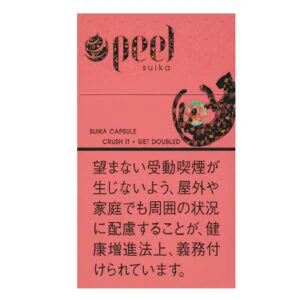 peel
suika
SUIKA CAPSULE
CRUSH IT • GET DOUBLED
望まない受動喫煙が
生じないよう、屋外や
家庭でも周囲の状況
に配慮することが、健
康増進法上、義務付
けられています。